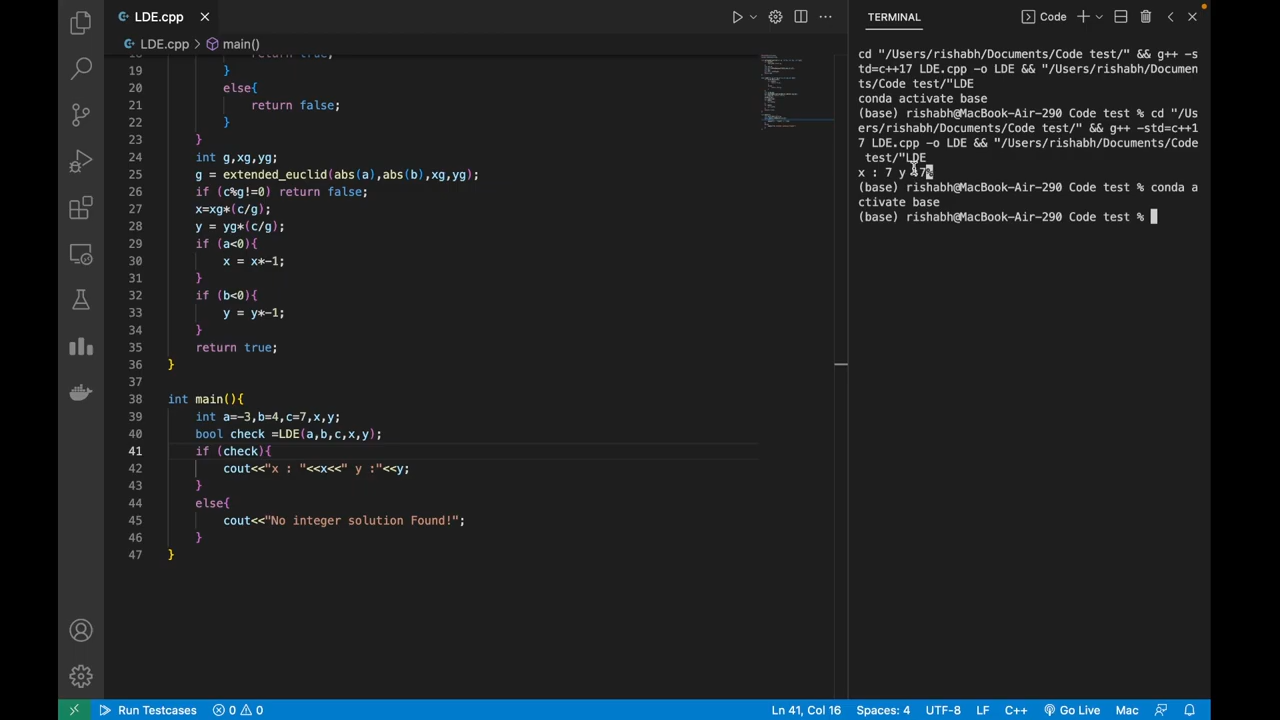 LDE.cpp
LDE.cpp > main()
19 }
20 else{
21 return false;
22 }
23 }
24 int g,xg,yg;
25 g = extended_euclid(abs(a),abs(b),xg,yg);
26 if (c%g!=0) return false;
27 x=xg*(c/g);
28 y = yg*(c/g);
29 if (a<0){
30 x = x*-1;
31 }
32 if (b<0){
33 y = y*-1;
34 }
35 return true;
36 }
37
38 int main(){
39 int a=-3,b=4,c=7,x,y;
40 bool check =LDE(a,b,c,x,y);
41 if (check){
42 cout<<"x : "<<x<<" y :"<<y;
43 }
44 else{
45 cout<<"No integer solution Found!";
46 }
47 }
TERMINAL
Code
cd "/Users/rishabh/Documents/Code test/" && g++ -s
td=c++17 LDE.cpp -o LDE && "/Users/rishabh/Documen
ts/Code test/"LDE
conda activate base
(base) rishabh@MacBook-Air-290 Code test % cd "/Us
ers/rishabh/Documents/Code test/" && g++ -std=c++1
7 LDE.cpp -o LDE && "/Users/rishabh/Documents/Code
test/"LDE
x : 7 y :7%
(base) rishabh@MacBook-Air-290 Code test % conda a
ctivate base
(base) rishabh@MacBook-Air-290 Code test %
Run Testcases 0 0 Ln 41, Col 16 Spaces: 4 UTF-8 LF C++ Go Live Mac